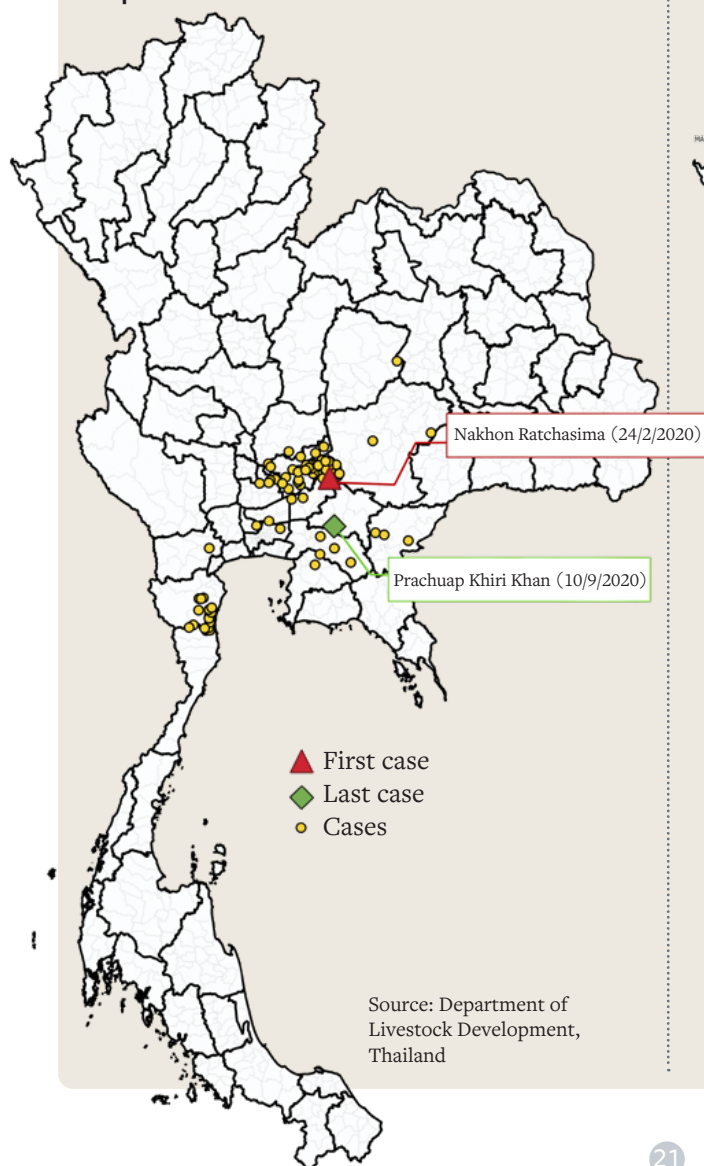 Nakhon Ratchasima (24/2/2020)
Prachuap Khiri Khan (10/9/2020)
First case
Last case
Cases
Source: Department of
Livestock Development,
Thailand
21